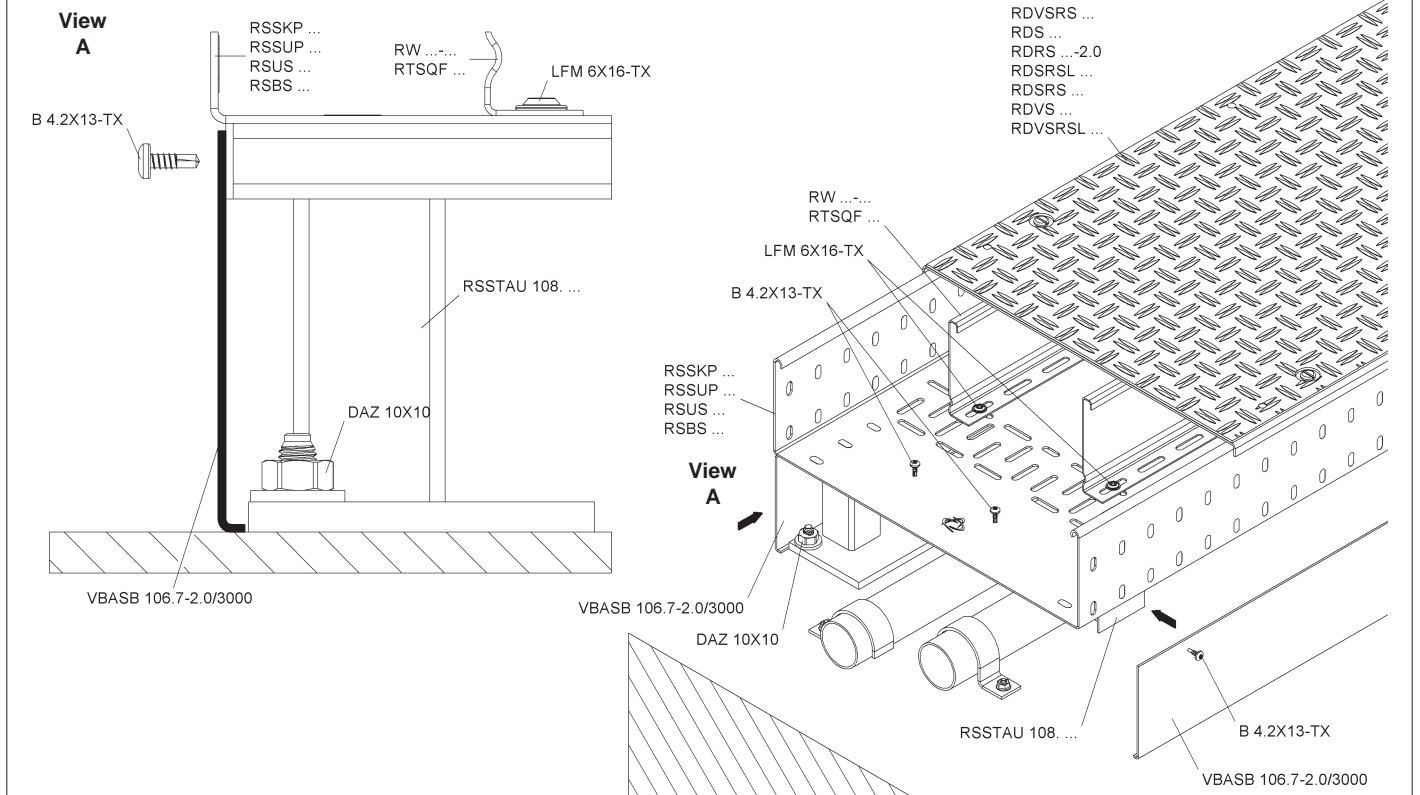 View
A
RSSKP ...
RSSUP ...
RSUS ...
RSBS ...
RW ...-...
RTSQF ...
LFM 6X16-TX
B 4.2X13-TX
RSSTAU 108. ...
DAZ 10X10
VBASB 106.7-2.0/3000
RDVSRS ...
RDS ...
RDRS ...-2.0
RDSRSL ...
RDSRS ...
RDVS ...
RDVSRSL ...
RW ...-...
RTSQF ...
LFM 6X16-TX
B 4.2X13-TX
RSSKP ...
RSSUP ...
RSUS ...
RSBS ...
View
A
VBASB 106.7-2.0/3000
DAZ 10X10
RSSTAU 108. ...
B 4.2X13-TX
VBASB 106.7-2.0/3000